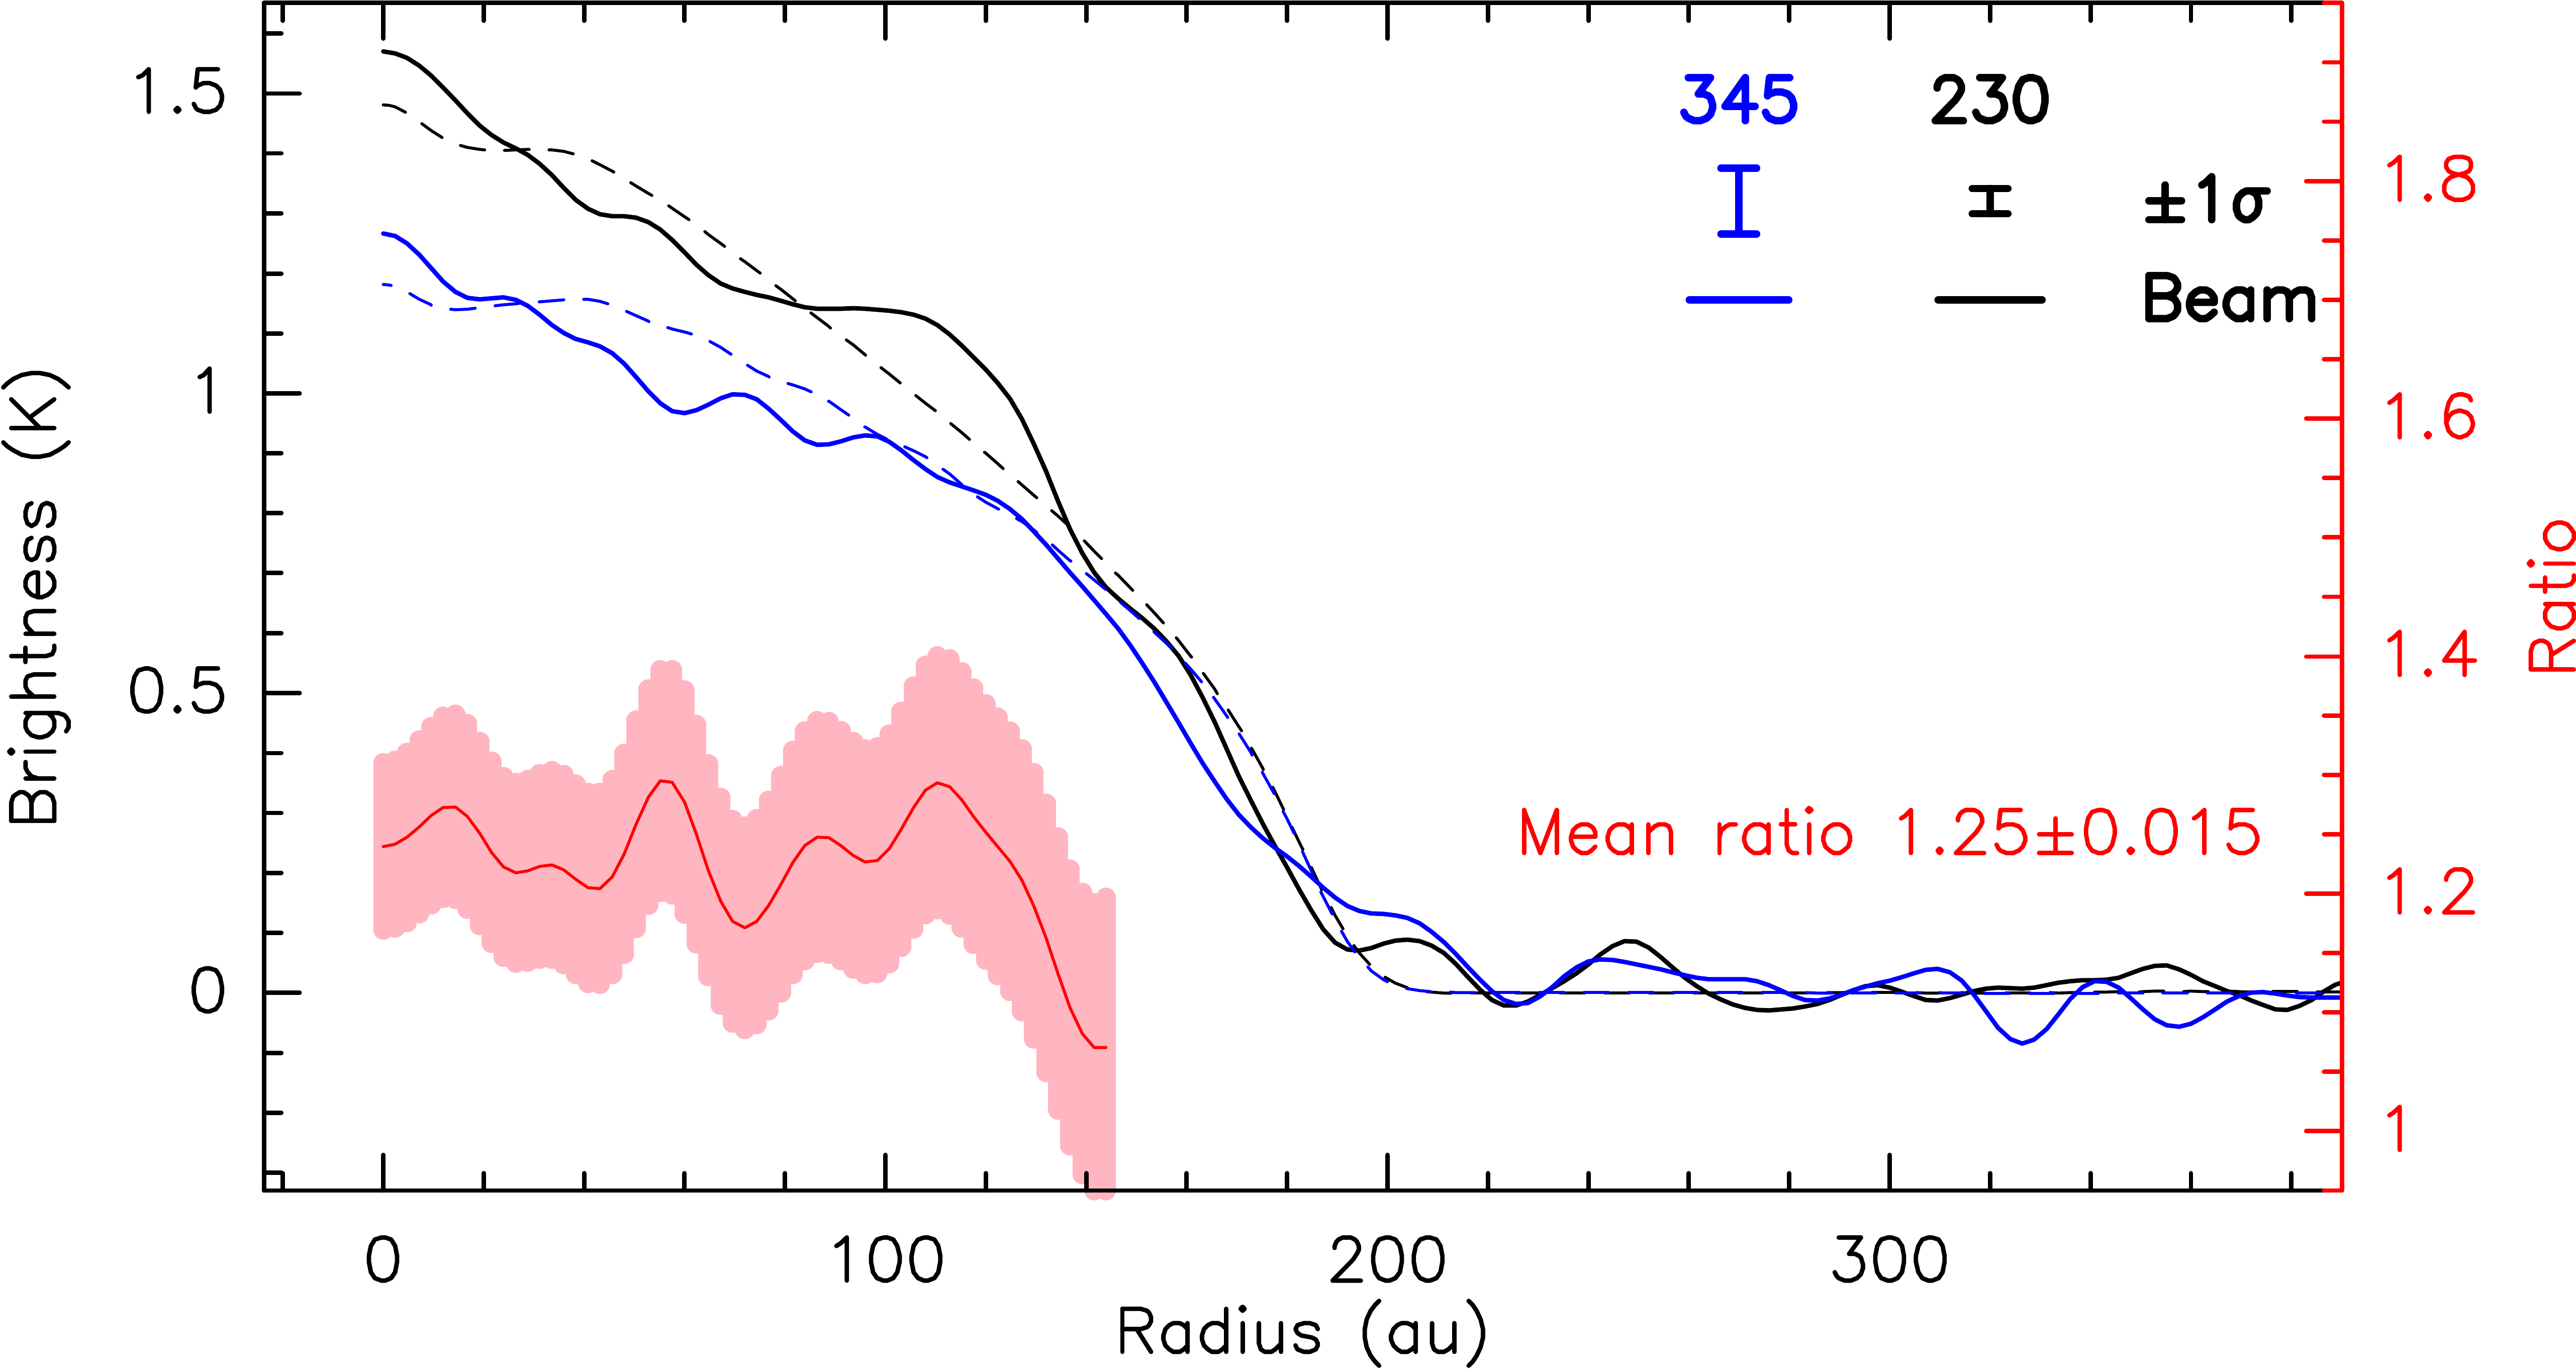 345 230
±1σ
Beam
1.5
1
0.5
0
Brightness (K)
1.8
1.6
1.4
1.2
1
Ratio
Mean ratio 1.25±0.015
0 100 200 300
Radius (au)